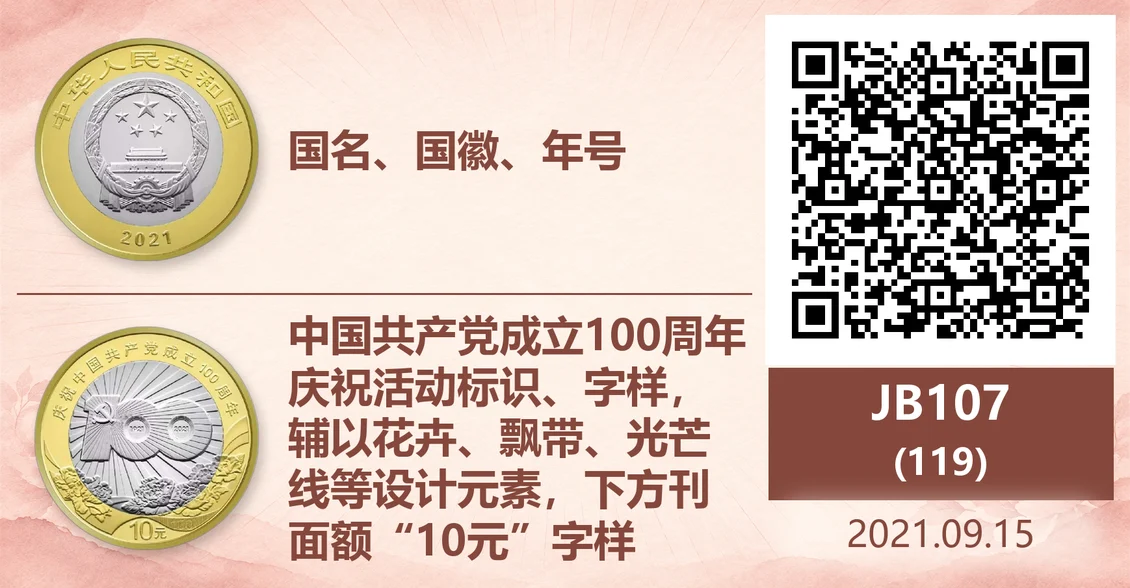 中华人民共和国
2021
国名、国徽、年号
庆祝中国共产党成立100周年
100
1921
2021
10元
中国共产党成立100周年
庆祝活动标识、字样，
辅以花卉、飘带、光芒
线等设计元素，下方刊
面额“10元”字样
JB107
(119)
2021.09.15